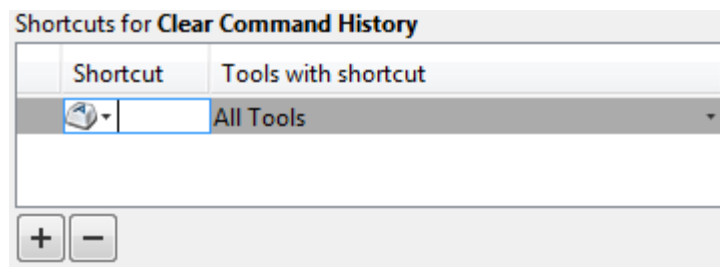 Shortcuts for Clear Command History
Shortcut Tools with shortcut
All Tools